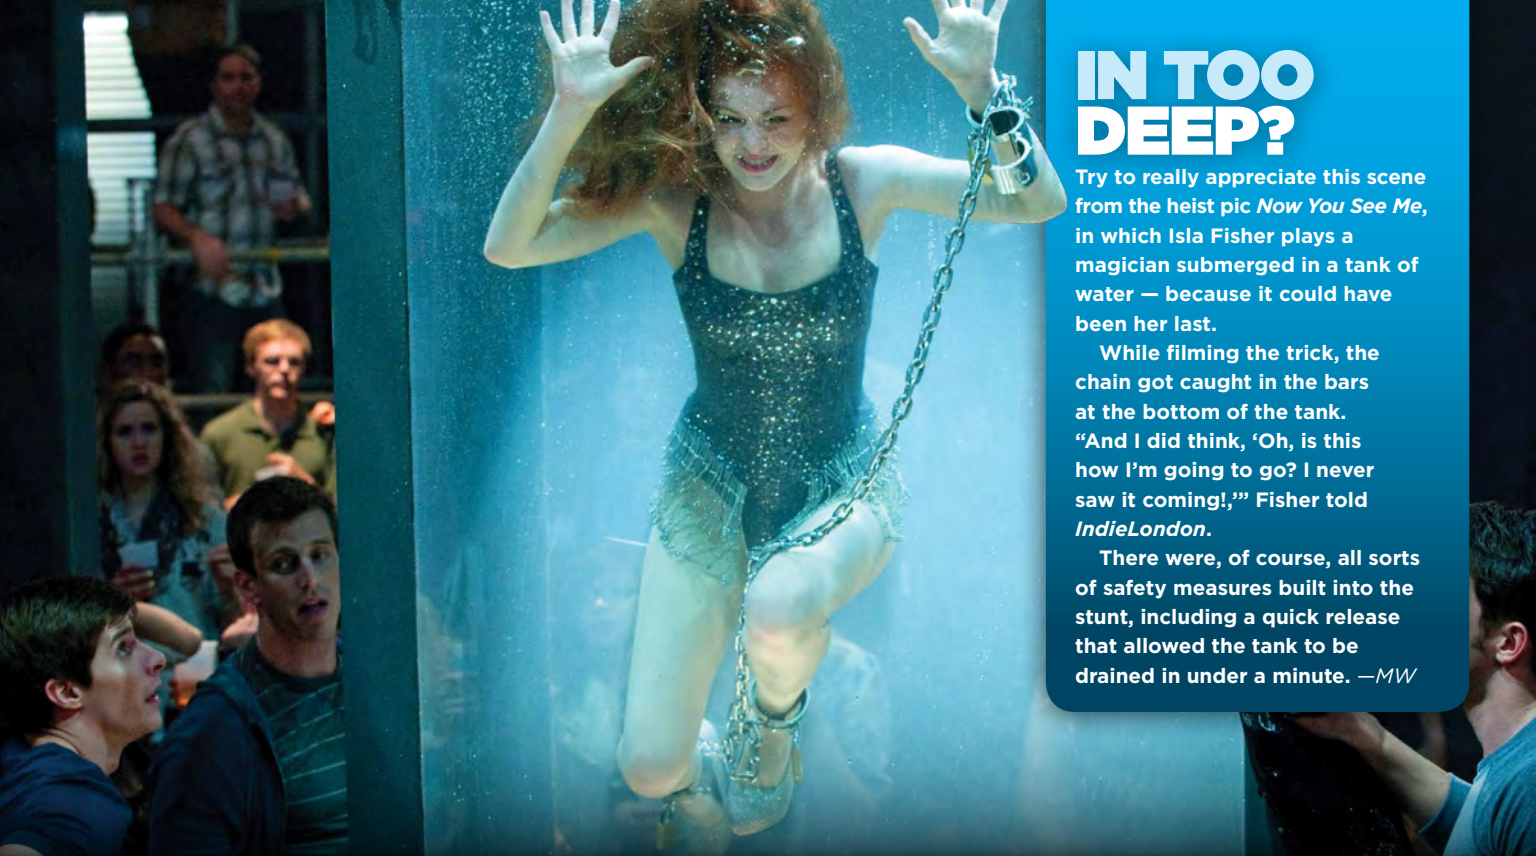 IN TOO
DEEP?
Try to really appreciate this scene
from the heist pic Now You See Me,
in which Isla Fisher plays a
magician submerged in a tank of
water — because it could have
been her last.
While filming the trick, the
chain got caught in the bars
at the bottom of the tank.
“And I did think, ‘Oh, is this
how I’m going to go? I never
saw it coming!,’” Fisher told
IndieLondon.
There were, of course, all sorts
of safety measures built into the
stunt, including a quick release
that allowed the tank to be
drained in under a minute. —MW